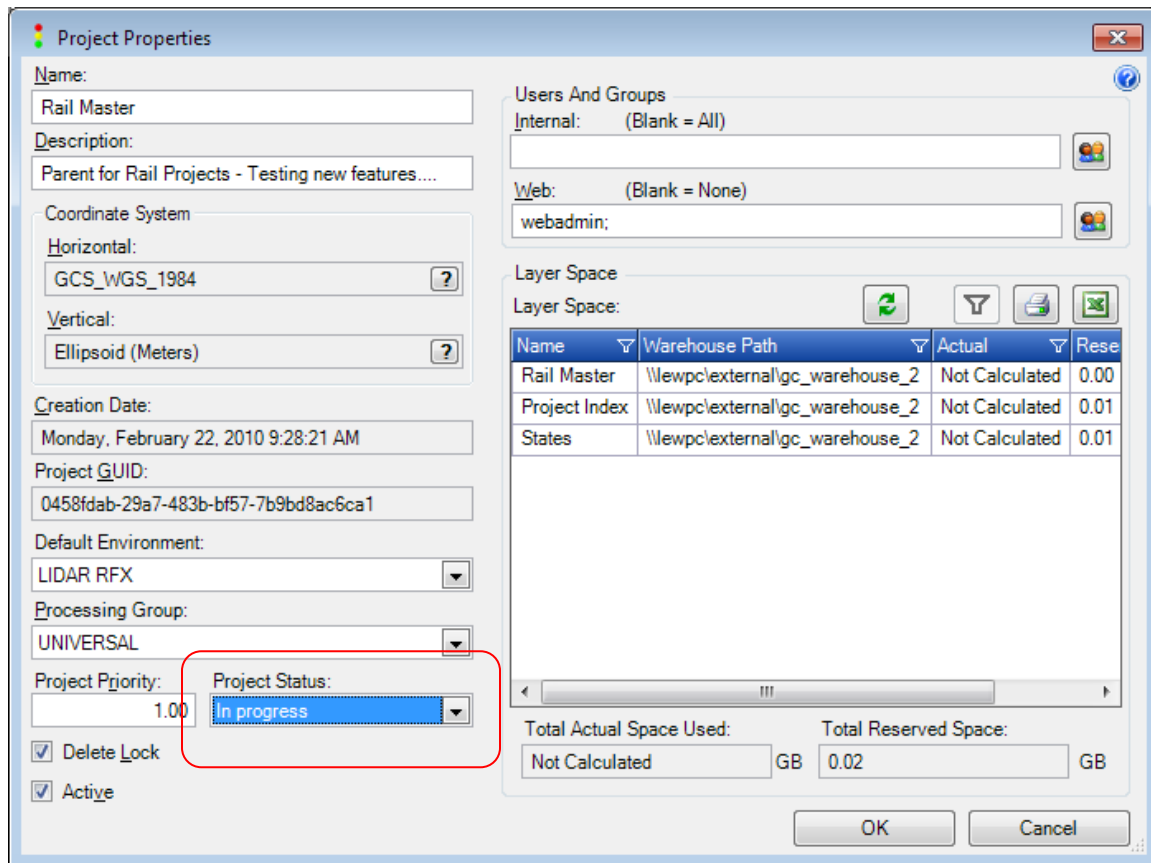 Project Properties
Name:
Rail Master
Description:
Parent for Rail Projects - Testing new features....
Coordinate System
Horizontal:
GCS_WGS_1984
?
Vertical:
Ellipsoid (Meters)
?
Creation Date:
Monday, February 22, 2010 9:28:21 AM
Project GUID:
0458fdab-29a7-483b-bf57-7b9bd8ac6ca1
Default Environment:
LIDAR RFX
Processing Group:
UNIVERSAL
Project Priority: Project Status:
1.00 In progress
Delete Lock
Active
?
Users And Groups
Internal: (Blank = All)
Web: (Blank = None)
webadmin;
Layer Space
Layer Space:
Name Warehouse Path Actual Rese
Rail Master \\lewpc\external\gc_warehouse_2 Not Calculated 0.00
Project Index \\lewpc\external\gc_warehouse_2 Not Calculated 0.01
States \\lewpc\external\gc_warehouse_2 Not Calculated 0.01
Total Actual Space Used: Total Reserved Space:
Not Calculated GB 0.02 GB
OK Cancel